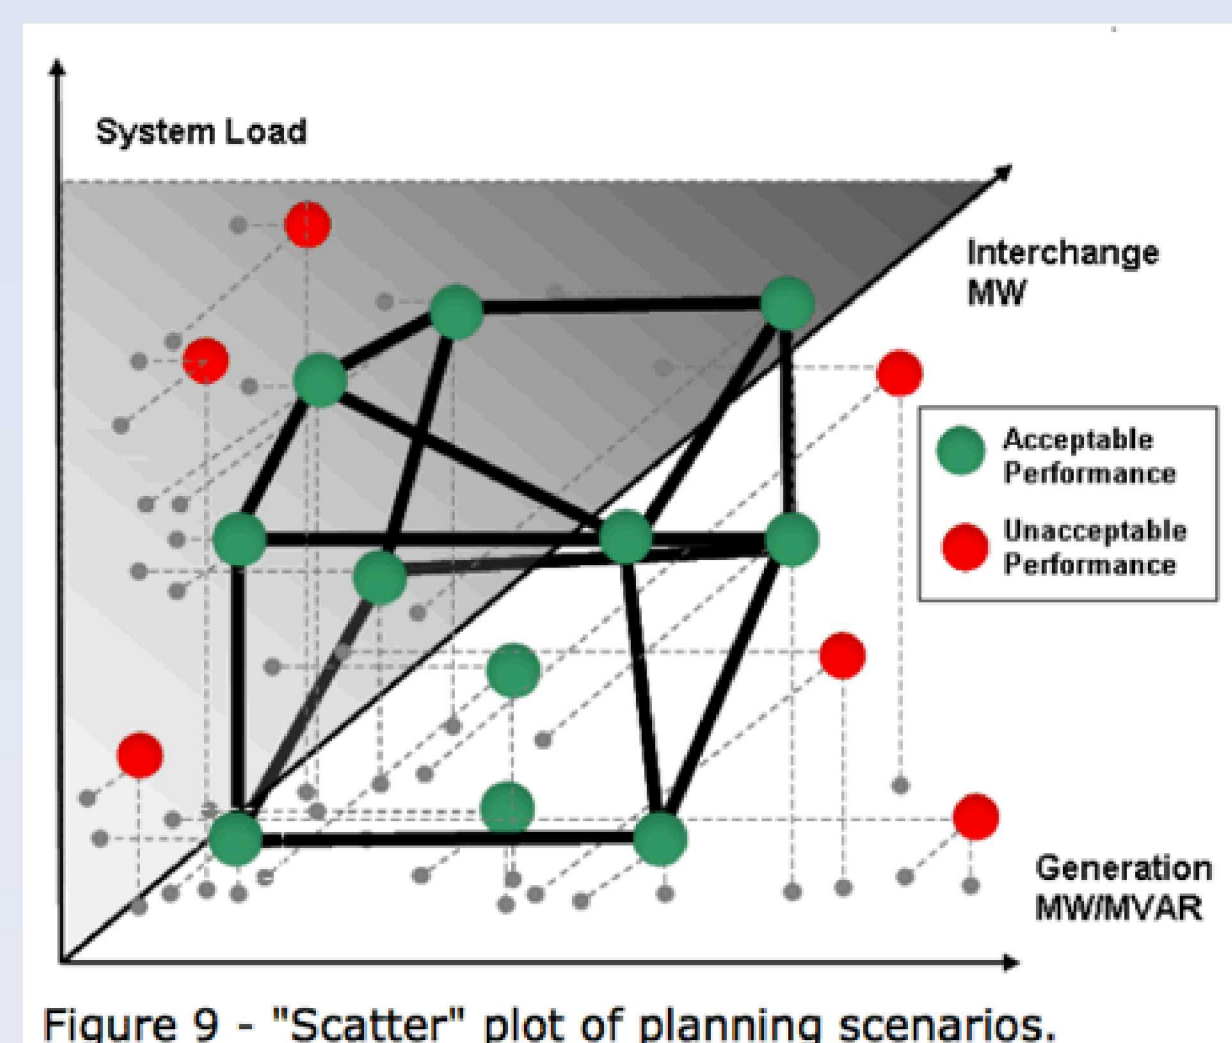 System Load
Interchange
MW
Acceptable
Performance
Unacceptable
Performance
Generation
MW/MVAR
Figure 9 - "Scatter" plot of planning scenarios.